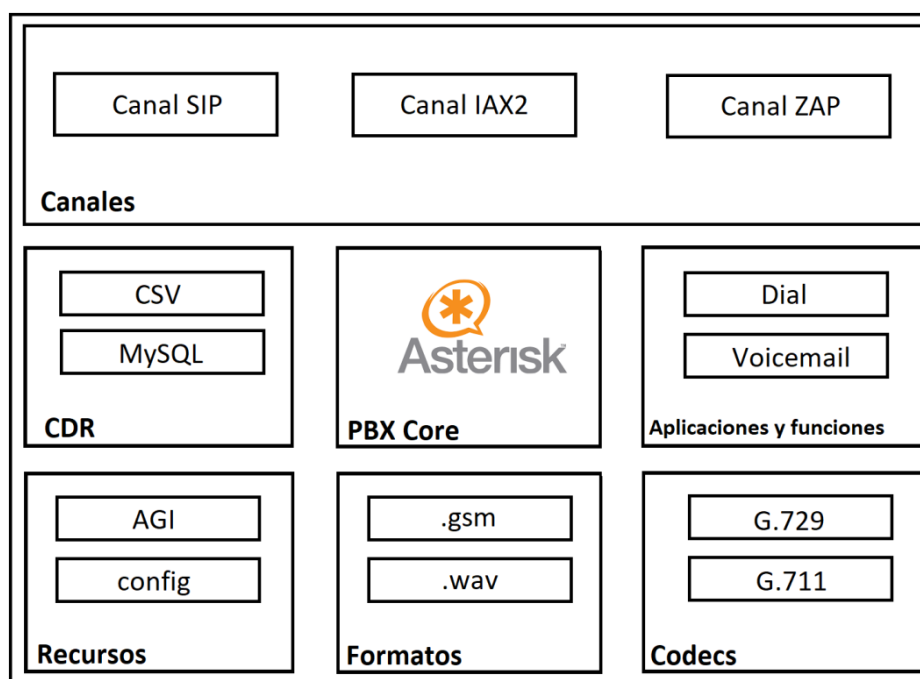 Canal SIP
Canal IAX2
Canal ZAP
Canales
CSV
MySQL
CDR
Asterisk™
PBX Core
Dial
Voicemail
Aplicaciones y funciones
AGI
config
Recursos
.gsm
.wav
Formatos
G.729
G.711
Codecs